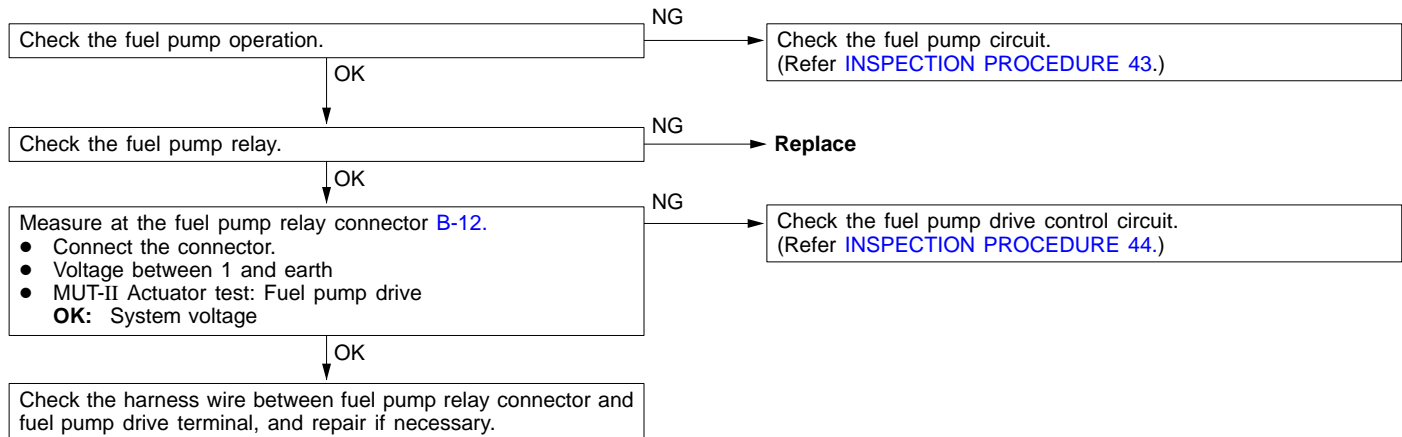 Check the fuel pump operation.
NG
Check the fuel pump circuit.
(Refer INSPECTION PROCEDURE 43.)
OK
Check the fuel pump relay.
NG
Replace
OK
Measure at the fuel pump relay connector B-12.
● Connect the connector.
● Voltage between 1 and earth
● MUT-II Actuator test: Fuel pump drive
OK: System voltage
NG
Check the fuel pump drive control circuit.
(Refer INSPECTION PROCEDURE 44.)
OK
Check the harness wire between fuel pump relay connector and
fuel pump drive terminal, and repair if necessary.